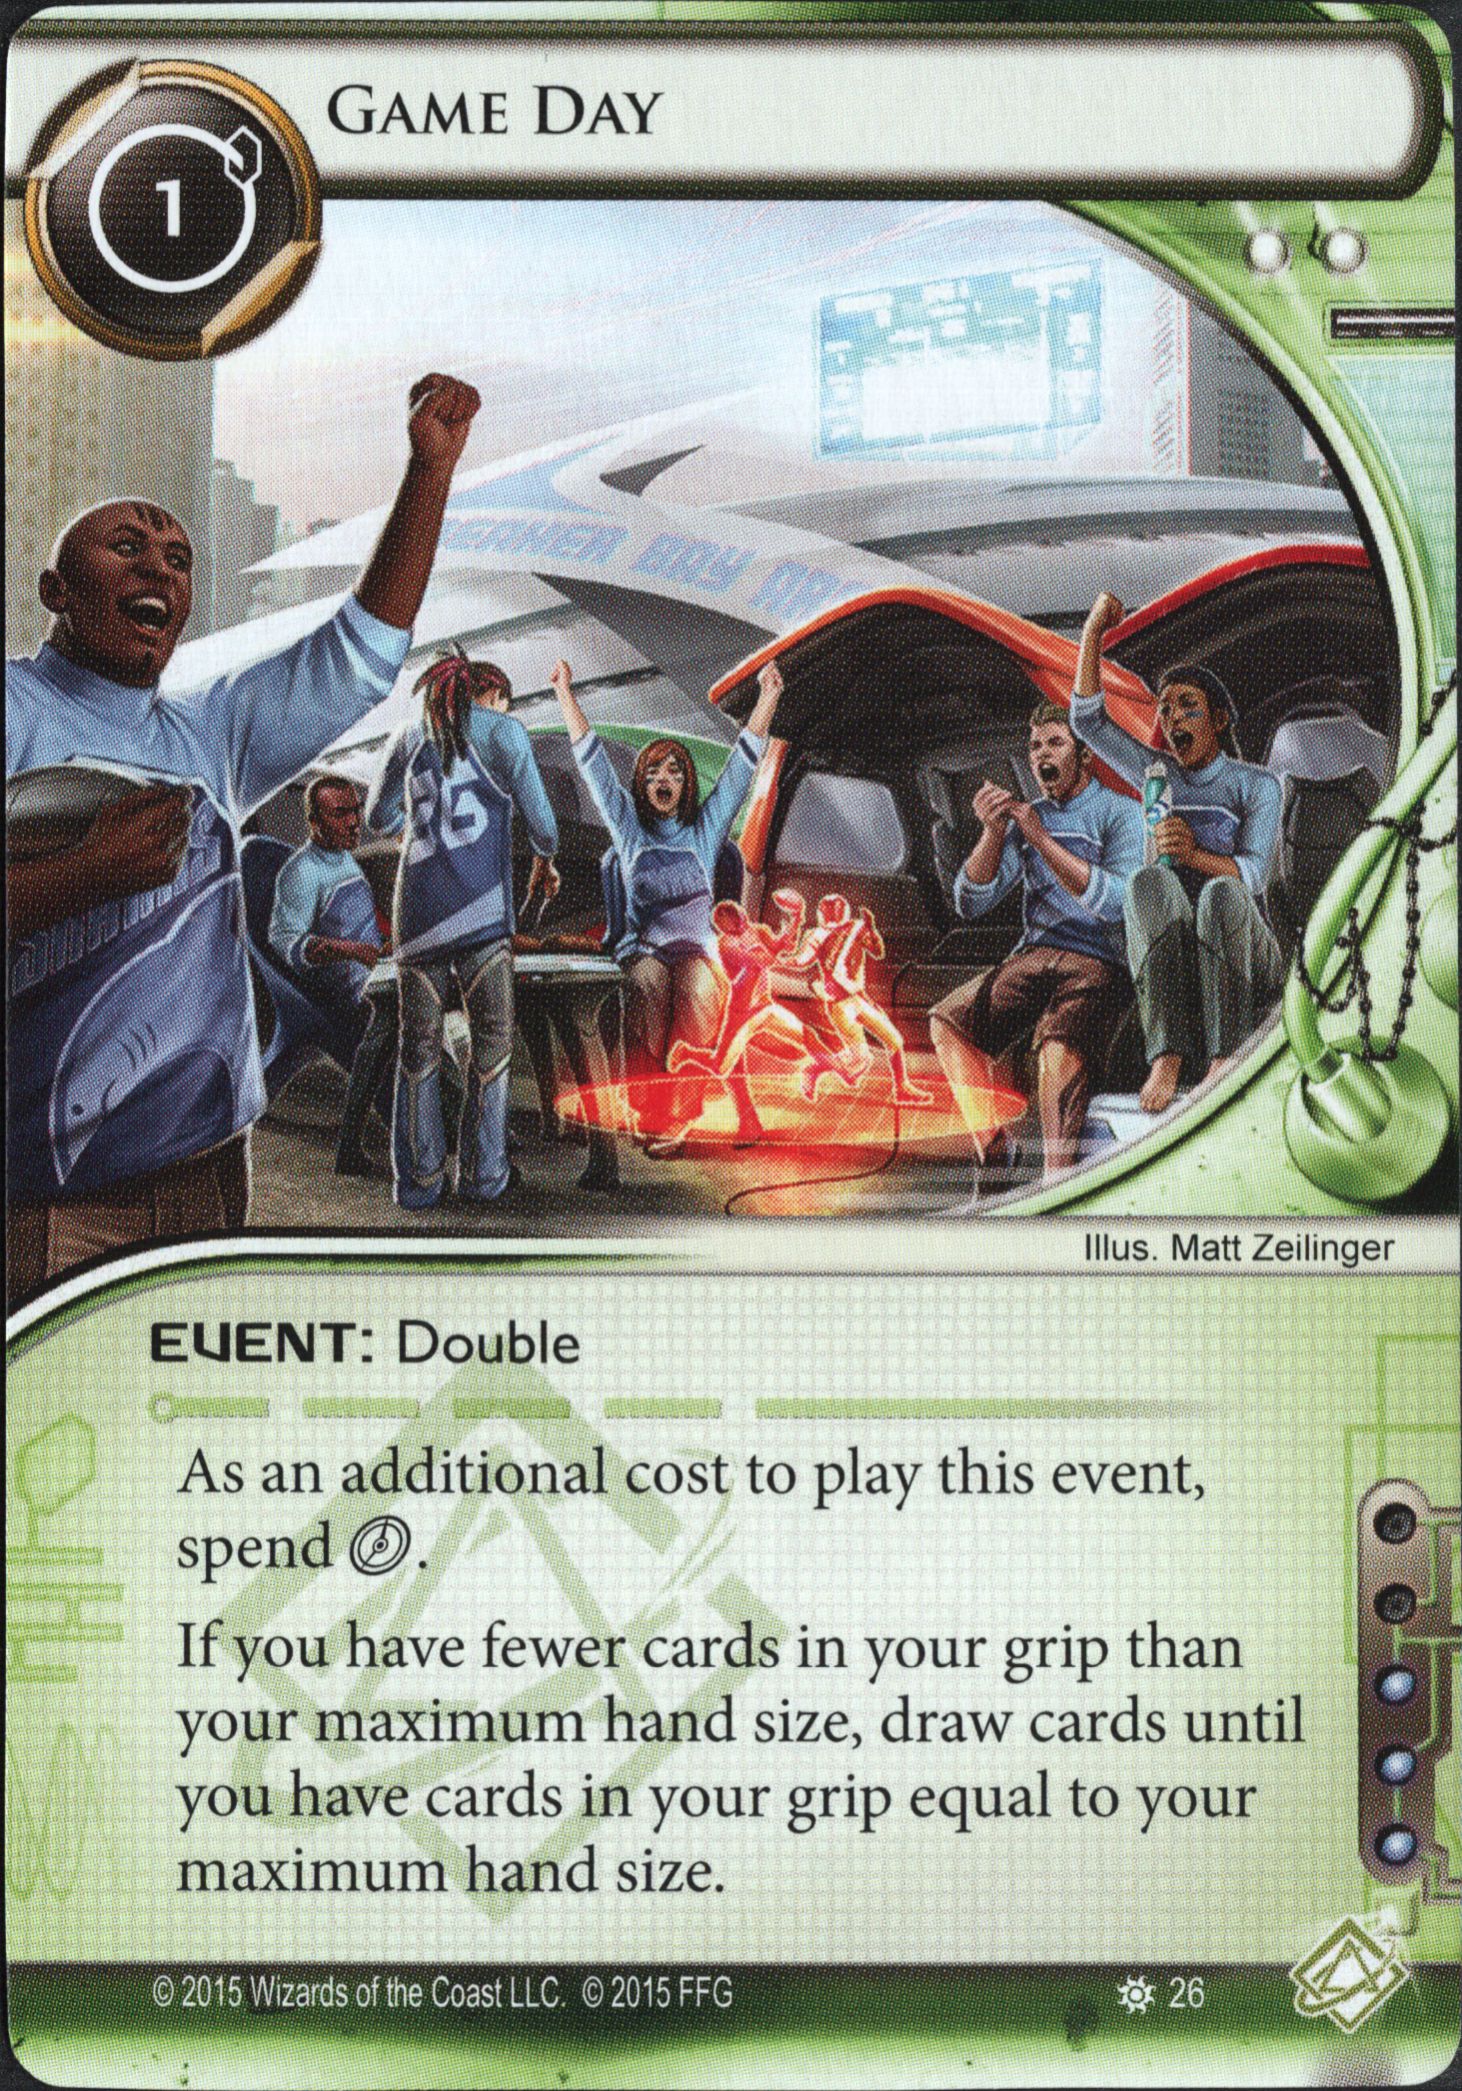 1
GAME DAY
BAY
26
Illus. Matt Zeilinger
EVENT: Double
As an additional cost to play this event,
spend .
If you have fewer cards in your grip than
your maximum hand size, draw cards until
you have cards in your grip equal to your
maximum hand size.
© 2015 Wizards of the Coast LLC. © 2015 FFG
26